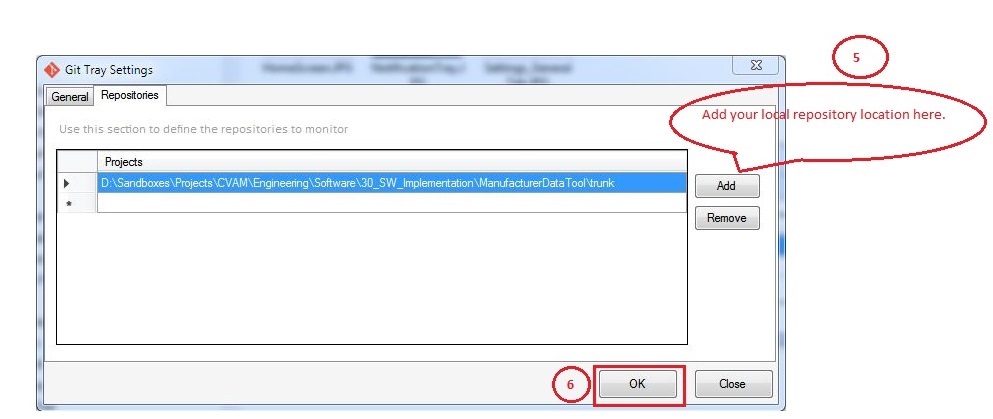 5
Git Tray Settings
General Repositories
Add your local repository location here.
Use this section to define the repositories to monitor
Projects
D:\Sandboxes\Projects\CVAM\Engineering\Software\30_SW_Implementation\ManufacturerDataTool\trunk
Add
Remove
6 OK Close